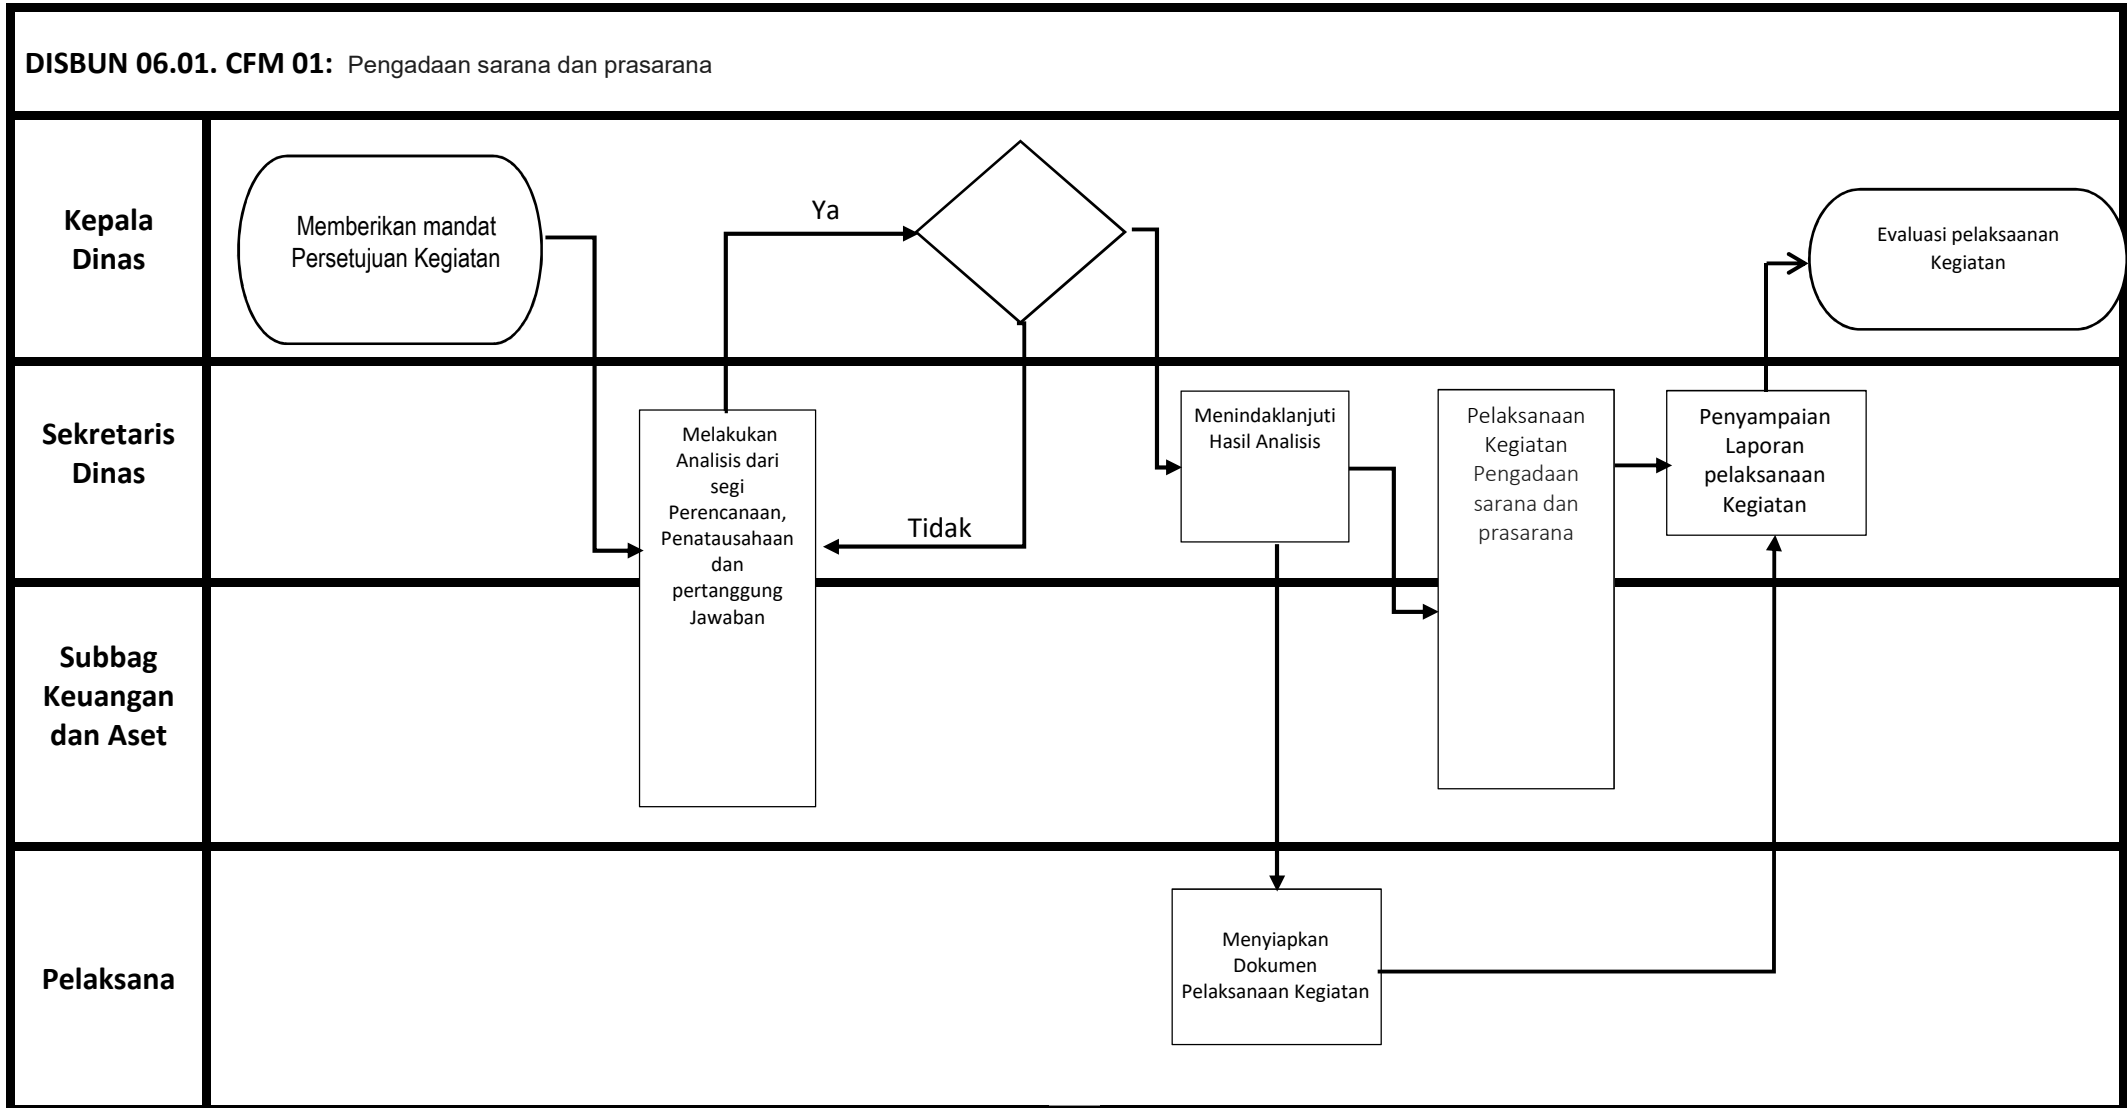 DISBUN 06.01. CFM 01: Pengadaan sarana dan prasarana
Kepala
Dinas
Memberikan mandat
Persetujuan Kegiatan
Ya
Evaluasi pelaksaanan
Kegiatan
Sekretaris
Dinas
Melakukan
Analisis dari
segi
Perencanaan,
Penatausahaan
dan
pertanggung
Jawaban
Tidak
Menindaklanjuti
Hasil Analisis
Pelaksanaan
Kegiatan
Pengadaan
sarana dan
prasarana
Penyampaian
Laporan
pelaksanaan
Kegiatan
Subbag
Keuangan
dan Aset
Pelaksana
Menyiapkan
Dokumen
Pelaksanaan Kegiatan